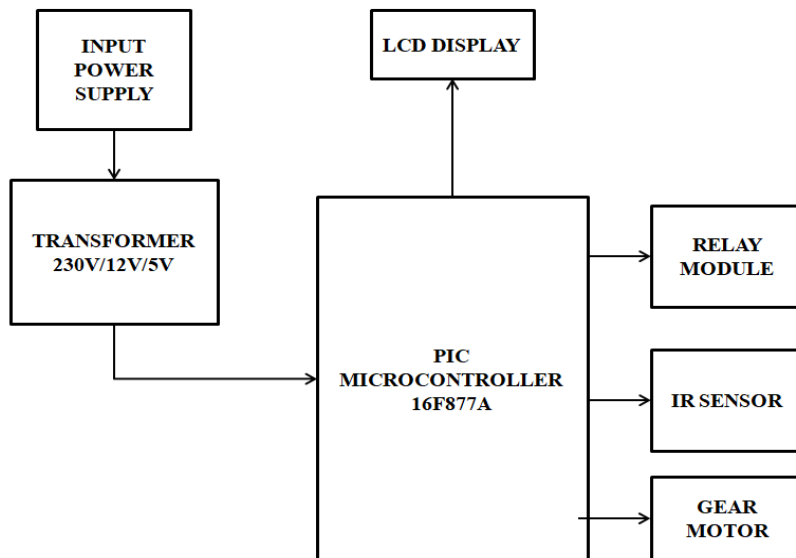 INPUT
POWER
SUPPLY
LCD DISPLAY
TRANSFORMER
230V/12V/5V
RELAY
MODULE
PIC
MICROCONTROLLER
16F877A
IR SENSOR
GEAR
MOTOR